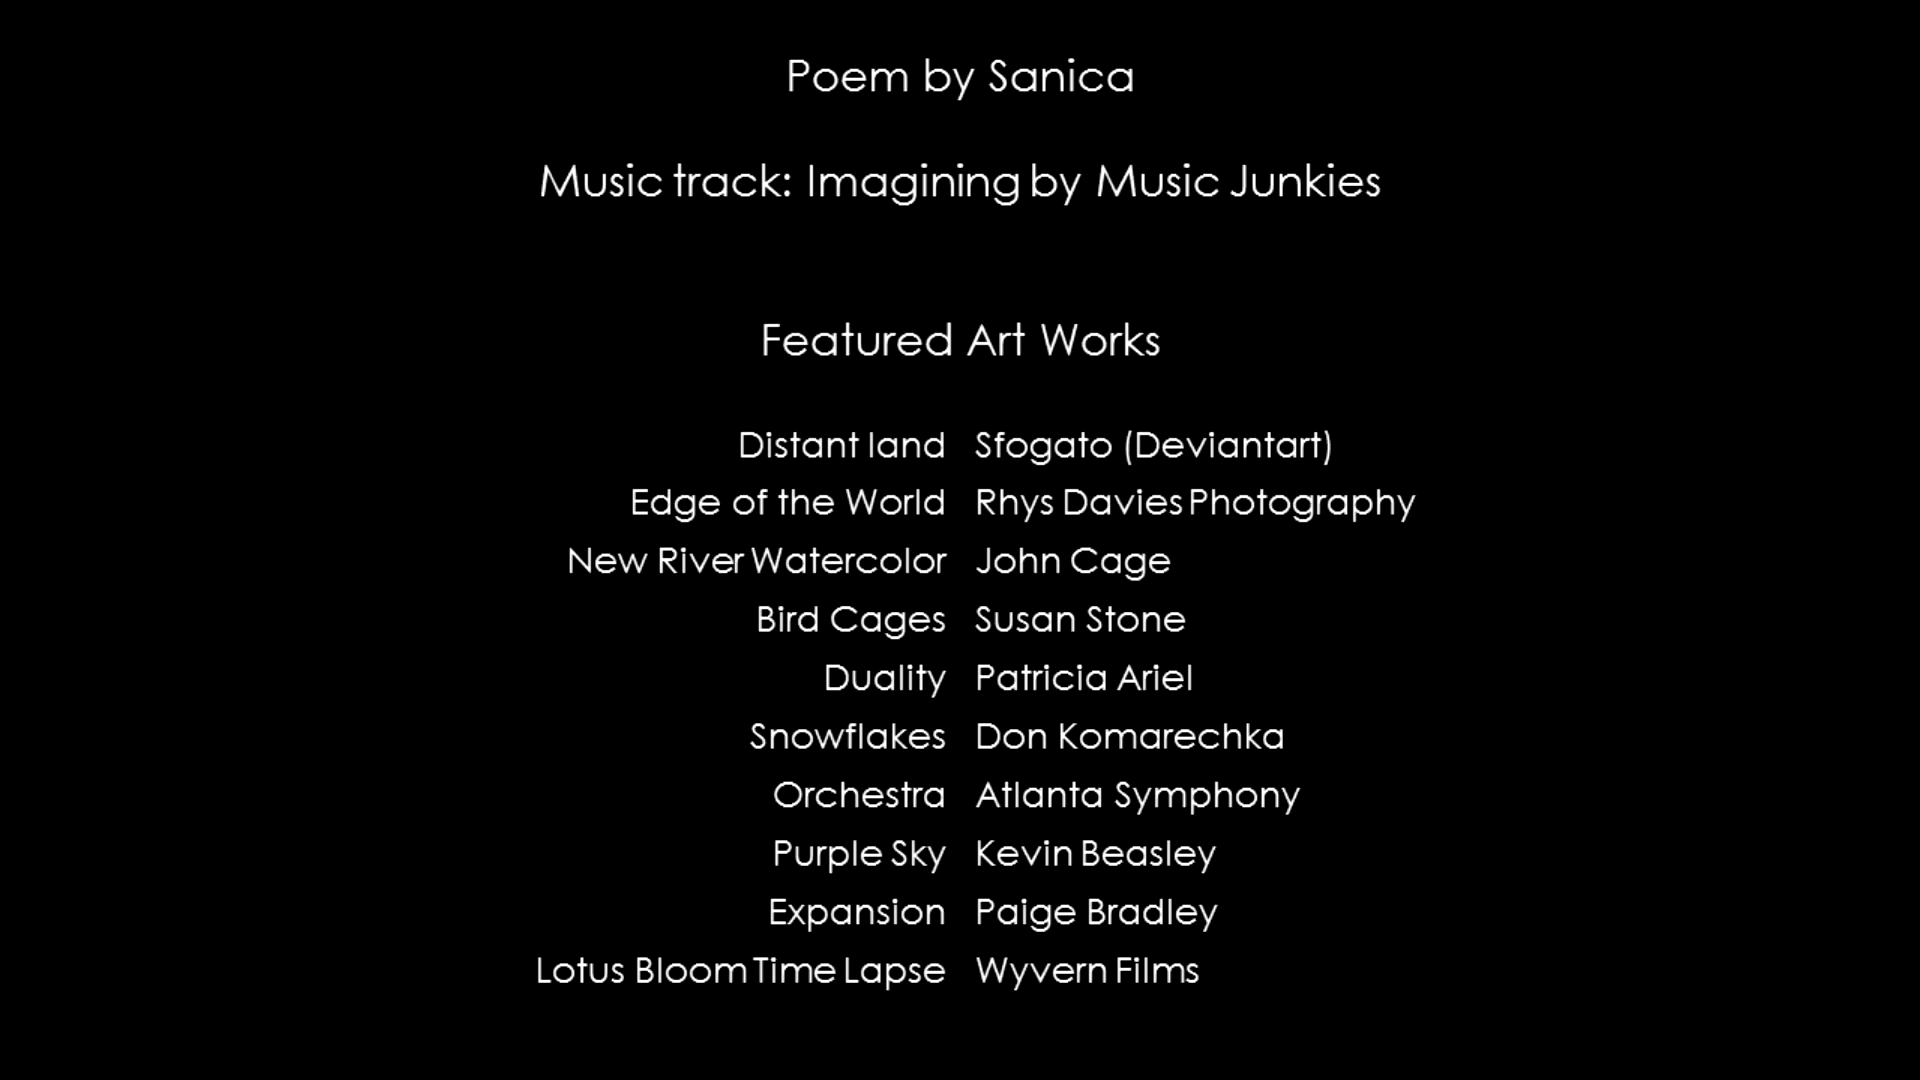 Poem by Sanica
Music track: Imagining by Music Junkies
Featured Art Works
Distant land Sfogato (Deviantart)
Edge of the World Rhys Davies Photography
New River Watercolor John Cage
Bird Cages Susan Stone
Duality Patricia Ariel
Snowflakes Don Komarechka
Orchestra Atlanta Symphony
Purple Sky Kevin Beasley
Expansion Paige Bradley
Lotus Bloom Time Lapse Wyvern Films